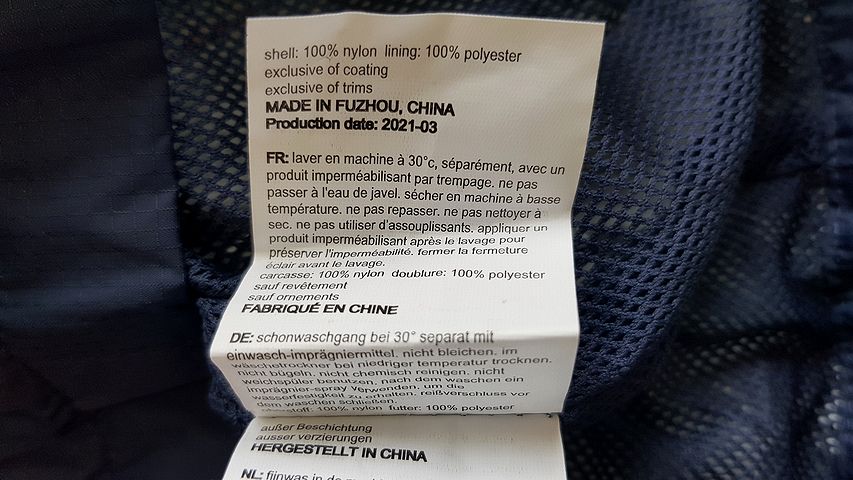 shell: 100% nylon lining: 100% polyester
exclusive of coating
exclusive of trims
MADE IN FUZHOU, CHINA
Production date: 2021-03
FR: laver en machine à 30°c, séparément, avec un
produit imperméabilisant par trempage. ne pas
passer à l'eau de javel. sécher en machine à basse
température. ne pas repasser. ne pas nettoyer à
sec. ne pas utiliser d'assouplissants. appliquer un
produit imperméabilisant après le lavage pour
préserver l'imperméabilité. fermer la fermeture
éclair avant le lavage.
carcasse: 100% nylon doublure: 100% polyester
sauf revêtement
sauf ornements
FABRIQUÉ EN CHINE
DE: schonwaschgang bei 30° separat mit
einwasch-imprägniermittel. nicht bleichen. im
wäschetrockner bei niedriger temperatur trocknen.
nicht bügeln. nicht chemisch reinigen. nicht
weichspüler benutzen. nach dem waschen ein
imprägnier-spray verwenden, um die
wasserfestigkeit zu erhalten. reißverschluss vor
dem waschen schließen.
100% nylon futter: 100% polyester
außer Beschichtung
ausser verzierungen
HERGESTELLT IN CHINA
NL: